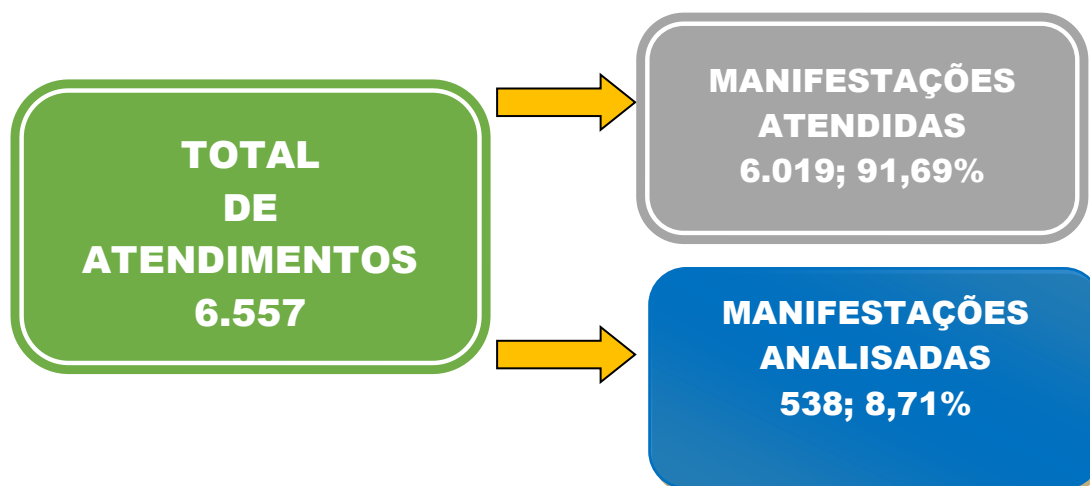 TOTAL
DE
ATENDIMENTOS
6.557
MANIFESTAÇÕES
ATENDIDAS
6.019; 91,69%
MANIFESTAÇÕES
ANALISADAS
538; 8,71%